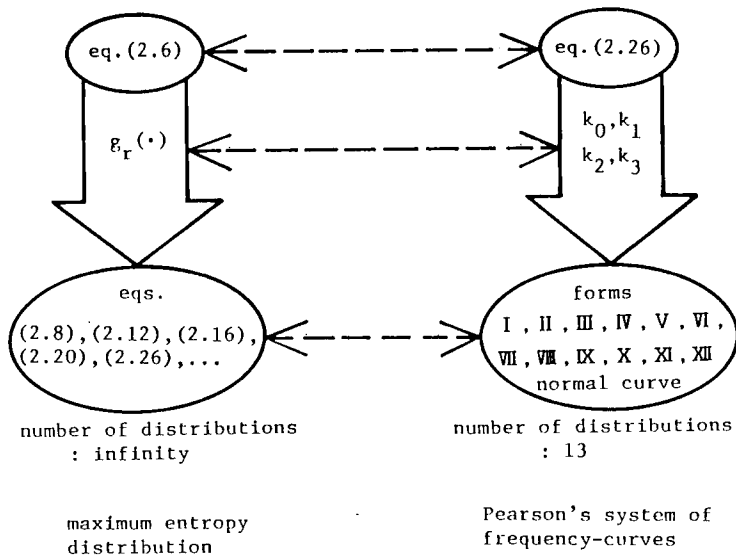 eq.(2.6)
eq.(2.26)
g_r(·)
k_0,k_1
k_2,k_3
eqs.
(2.8),(2.12),(2.16),
(2.20),(2.26),...
forms
Ⅰ,Ⅱ,Ⅲ,Ⅳ,Ⅴ,Ⅵ,
Ⅶ,Ⅷ,Ⅸ,Ⅹ,Ⅺ,Ⅻ
normal curve
number of distributions
: infinity
number of distributions
: 13
maximum entropy
distribution
Pearson's system of
frequency-curves